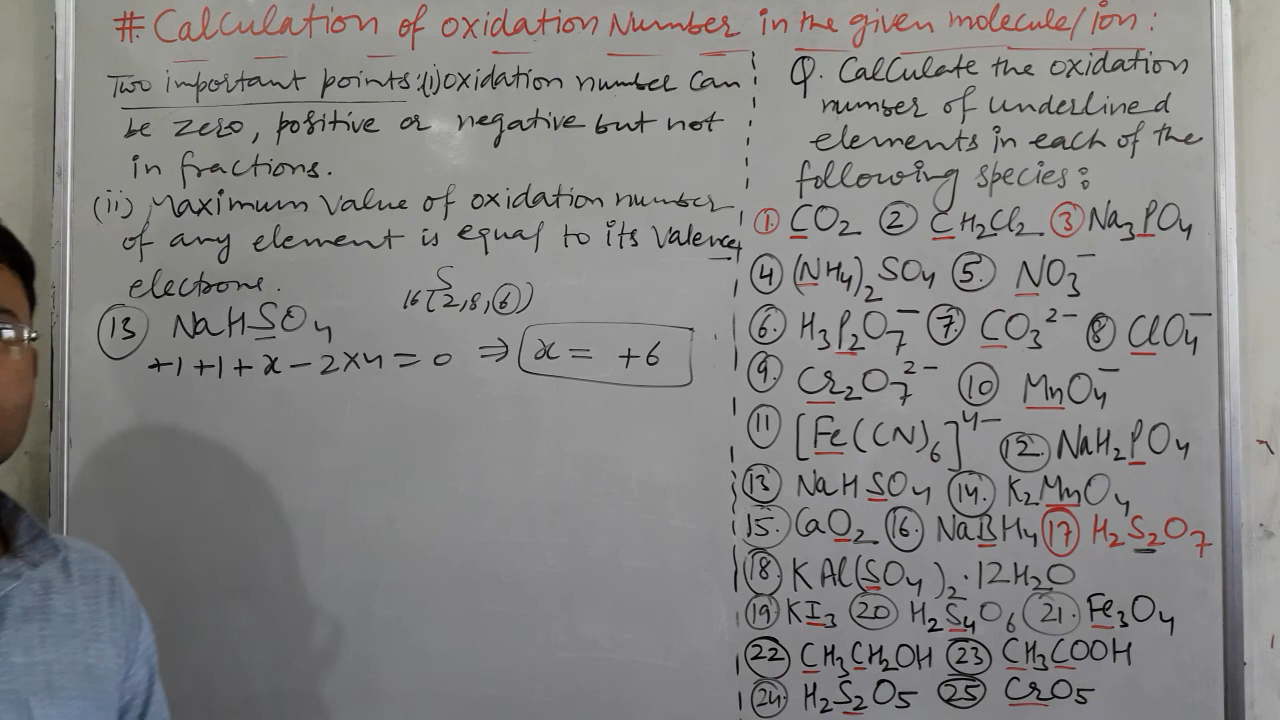 # Calculation of oxidation Number in the given molecule/ion:
Two important points: (i) oxidation number can
be zero, positive or negative but not
in fractions.
(ii) Maximum value of oxidation number
of any element is equal to its valency
electrons.
S
16(2,8,6)
(13) NaHSO₄
+1+1+x-2×4=0 ⇒ x = +6
Q. Calculate the oxidation
number of underlined
elements in each of the
following species:
1. CO₂ 2 CH₂Cl₂ 3 Na₃PO₄
4 (NH₄)₂SO₄ 5. NO₃⁻
6. H₃P₂O₇⁻ 7. CO₃²⁻ 8 ClO₄⁻
9 Cr₂O₇²⁻ 10 MnO₄⁻
11 [Fe(CN)₆]⁴⁻ 12. NaH₂PO₄
13 NaHSO₄ 14. K₂MnO₄
15. CaO₂ 16. NaBH₄ 17 H₂S₂O₇
18. KAl(SO₄)₂·12H₂O
19. KI₃ 20 H₂S₄O₆ 21. Fe₃O₄
22 CH₃CH₂OH 23 CH₃COOH
24. H₂S₂O₅ 25 CrO₅